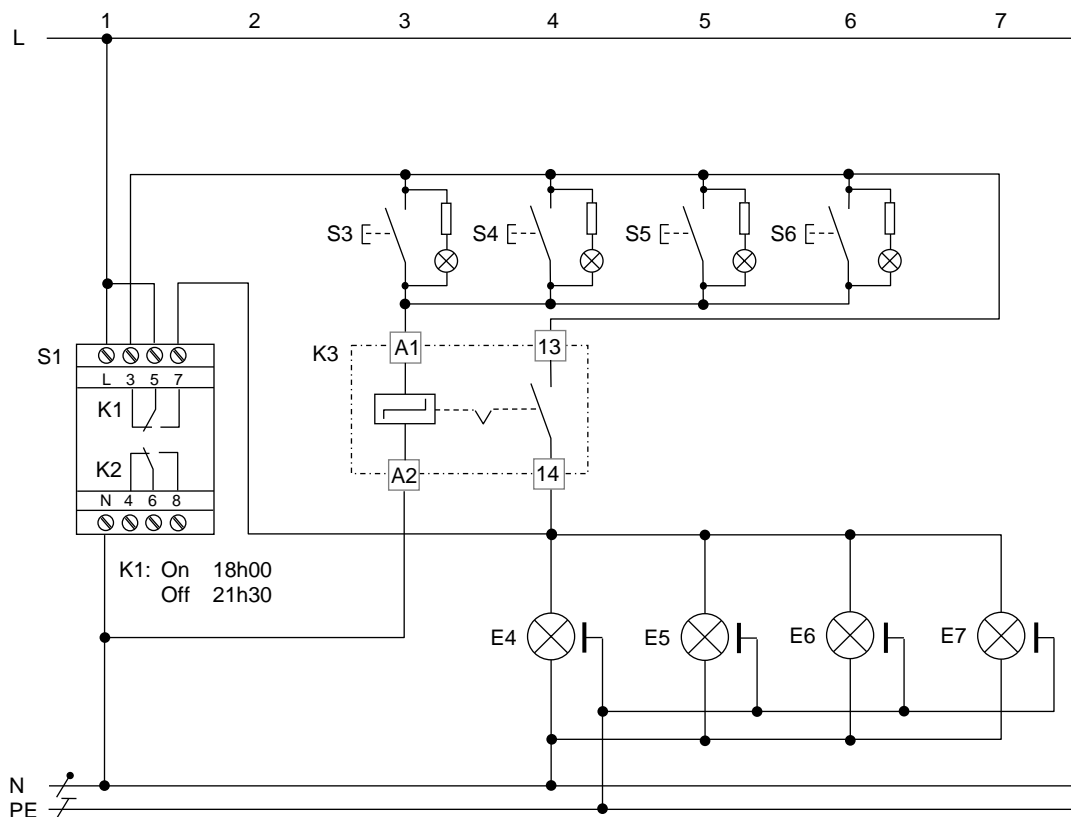 1 2 3 4 5 6 7
L
S3 S4 S5 S6
S1
K3 A1 13
L 3 5 7
K1
K2
A2 14
N 4 6 8
K1: On 18h00
Off 21h30
E4 E5 E6 E7
N
PE